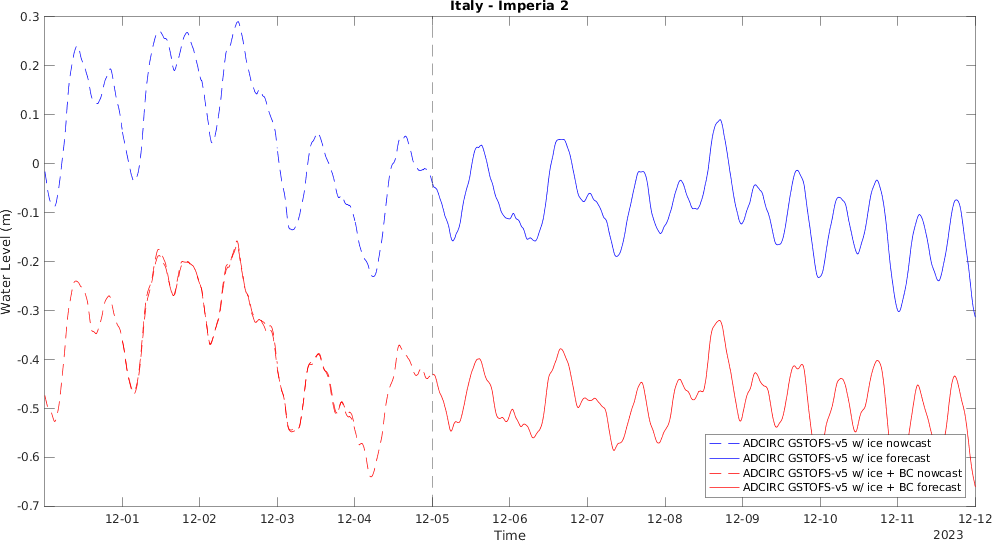 Italy - Imperia 2
0.3
0.2
0.1
0
-0.1
-0.2
-0.3
-0.4
-0.5
-0.6
-0.7
Water Level (m)
ADCIRC GSTOFS-v5 w/ ice nowcast
ADCIRC GSTOFS-v5 w/ ice forecast
ADCIRC GSTOFS-v5 w/ ice + BC nowcast
ADCIRC GSTOFS-v5 w/ ice + BC forecast
12-01 12-02 12-03 12-04 12-05 12-06 12-07 12-08 12-09 12-10 12-11 12-12
Time
2023